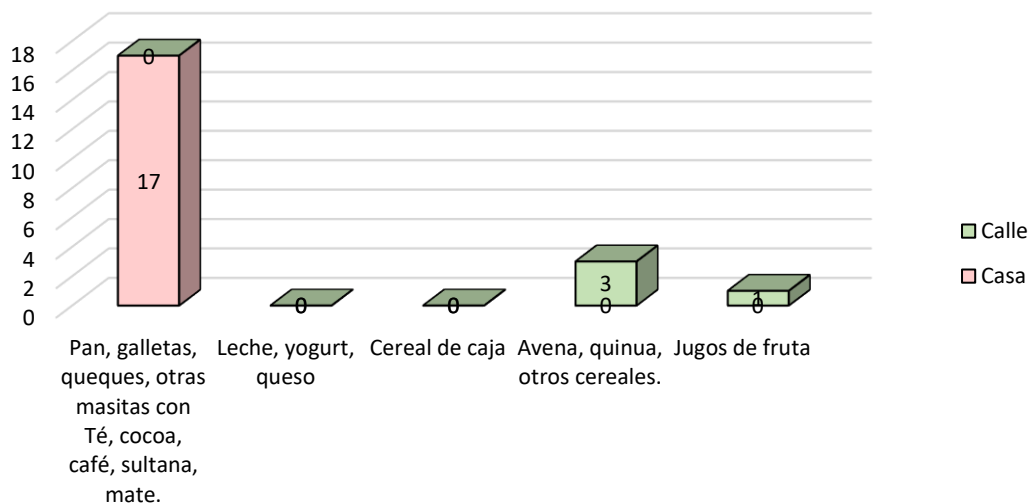 18
16
14
12
10
8
6
4
2
0
0
17
0
0
0
0
3
0
1
0
Pan, galletas,
queques, otras
masitas con
Té, cocoa,
café, sultana,
mate.
Leche, yogurt,
queso
Cereal de caja
Avena, quinua,
otros cereales.
Jugos de fruta
Calle
Casa